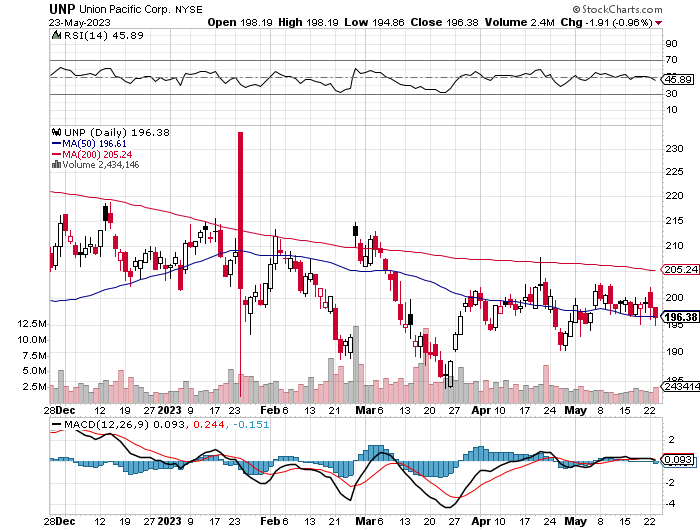 UNP Union Pacific Corp. NYSE © StockCharts.com
23-May-2023 Open 198.19 High 198.19 Low 194.86 Close 196.38 Volume 2.4M Chg -1.91 (-0.96%)
RSI(14) 45.89
90
70
45.89
30
10
UNP (Daily) 196.38
MA(50) 196.61
MA(200) 205.24
Volume 2,434,146
230
225
220
215
210
205.24
200
196.38
195
190
185
12.5M
10.0M
7.5M
5.0M
2.5M
243414
28 Dec 12 19 27 2023 9 17 23 Feb 6 13 21 Mar 6 13 20 27 Apr 10 17 24 May 8 15 22
MACD(12,26,9) 0.093, 0.244, -0.151
2
0.093
-2
-4
28 Dec 12 19 27 2023 9 17 23 Feb 6 13 21 Mar 6 13 20 27 Apr 10 17 24 May 8 15 22